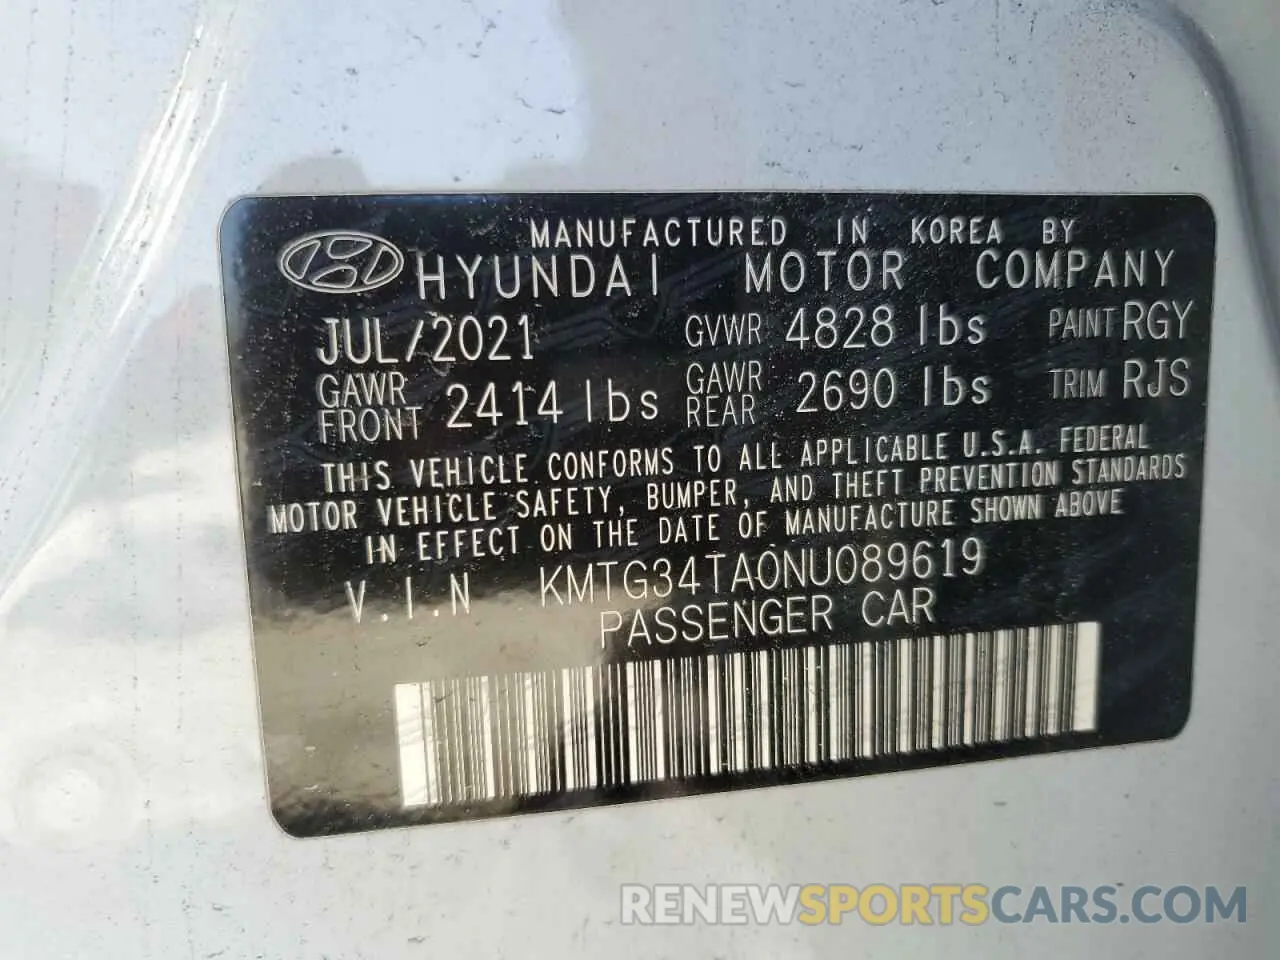 MANUFACTURED IN KOREA BY
HYUNDAI MOTOR COMPANY
JUL/2021 GVWR 4828 lbs PAINT RGY
GAWR FRONT 2414 lbs GAWR REAR 2690 lbs TRIM RJS
THIS VEHICLE CONFORMS TO ALL APPLICABLE U.S.A. FEDERAL
MOTOR VEHICLE SAFETY, BUMPER, AND THEFT PREVENTION STANDARDS
IN EFFECT ON THE DATE OF MANUFACTURE SHOWN ABOVE
V.I.N KMTG34TA0NU089619
PASSENGER CAR
RENEWSPORTSCARS.COM